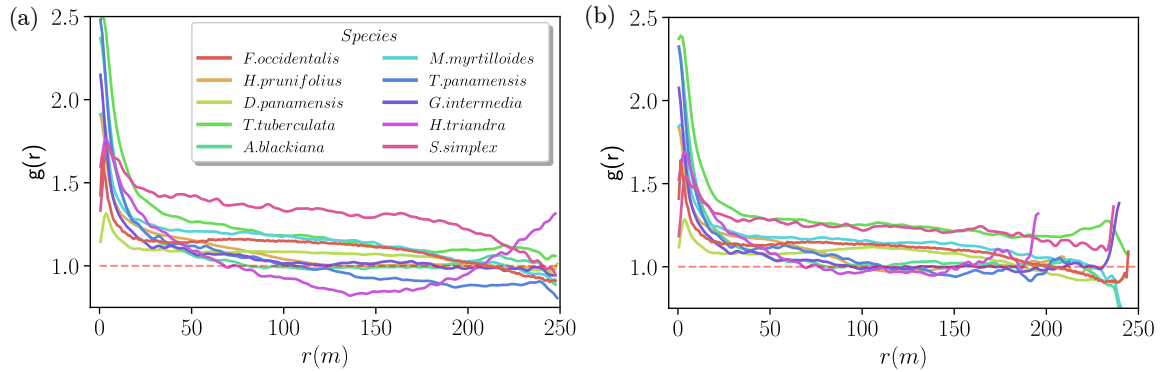 (a)
2.5
2.0
1.5
1.0
g(r)
0 50 100 150 200 250
r(m)
Species
F.occidentalis
H.prunifolius
D.panamensis
T.tuberculata
A.blackiana
M.myrtilloides
T.panamensis
G.intermedia
H.triandra
S.simplex
(b)
2.5
2.0
1.5
1.0
g(r)
0 50 100 150 200 250
r(m)